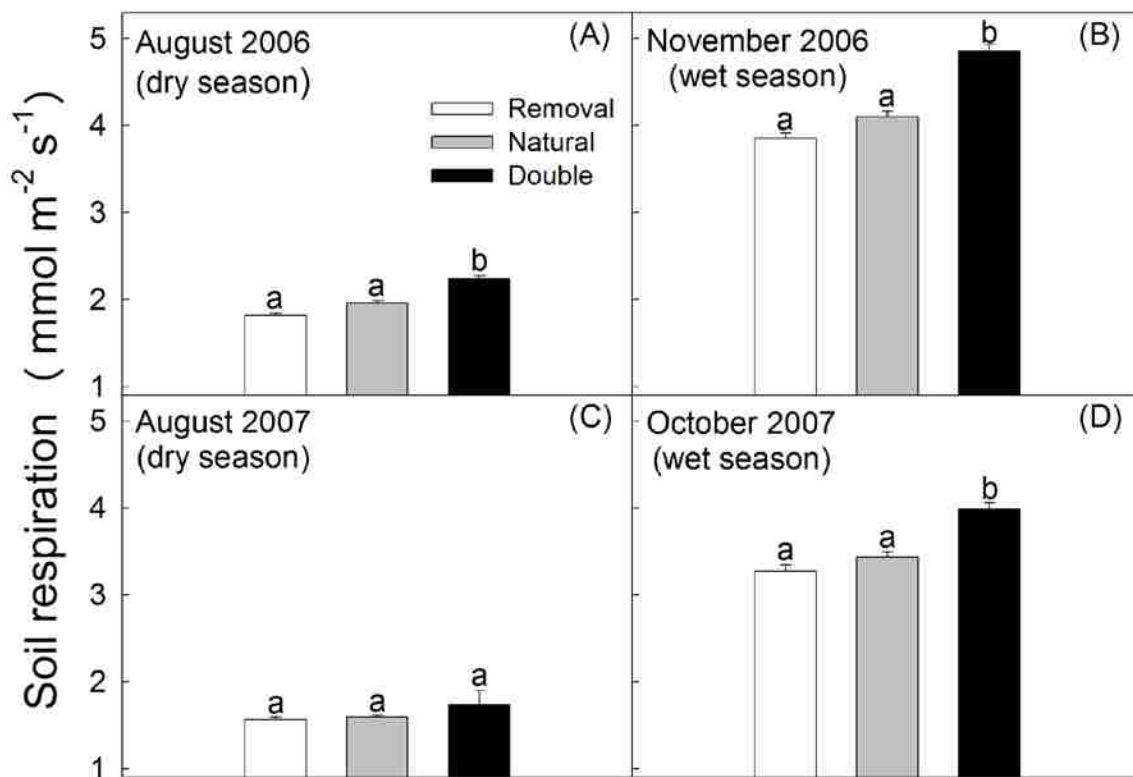 Soil respiration ( mmol m⁻² s⁻¹)
August 2006
(dry season)
(A)
Removal
Natural
Double
5
4
3
2
1
a
a
b
November 2006
(wet season)
(B)
a
a
b
August 2007
(dry season)
(C)
5
4
3
2
1
a
a
a
October 2007
(wet season)
(D)
a
a
b